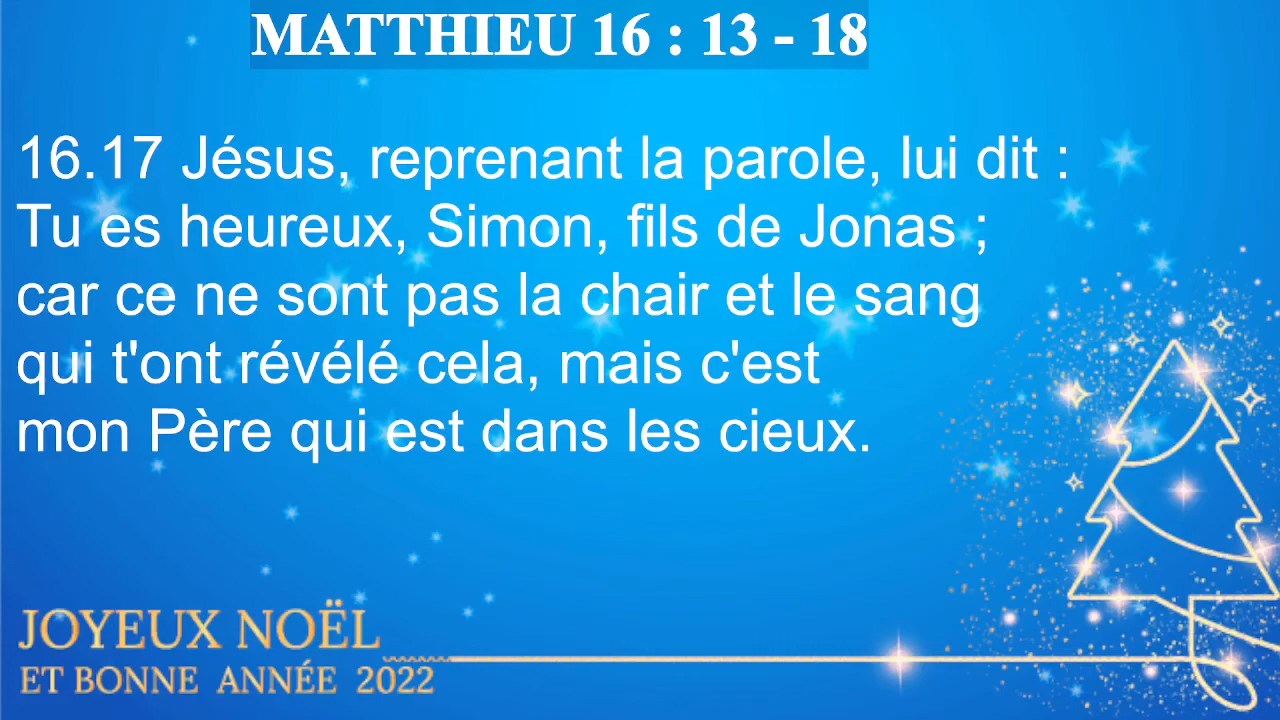 MATTHIEU 16 : 13 - 18
16.17 Jésus, reprenant la parole, lui dit :
Tu es heureux, Simon, fils de Jonas ;
car ce ne sont pas la chair et le sang
qui t'ont révélé cela, mais c'est
mon Père qui est dans les cieux.
JOYEUX NOËL
ET BONNE ANNÉE 2022